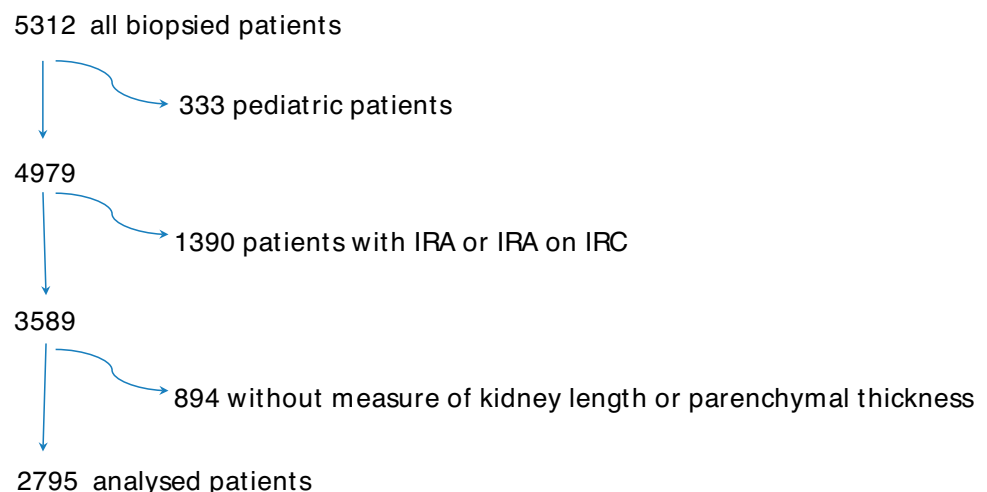 5312 all biopsied patients
333 pediatric patients
4979
1390 patients with IRA or IRA on IRC
3589
894 without measure of kidney length or parenchymal thickness
2795 analysed patients